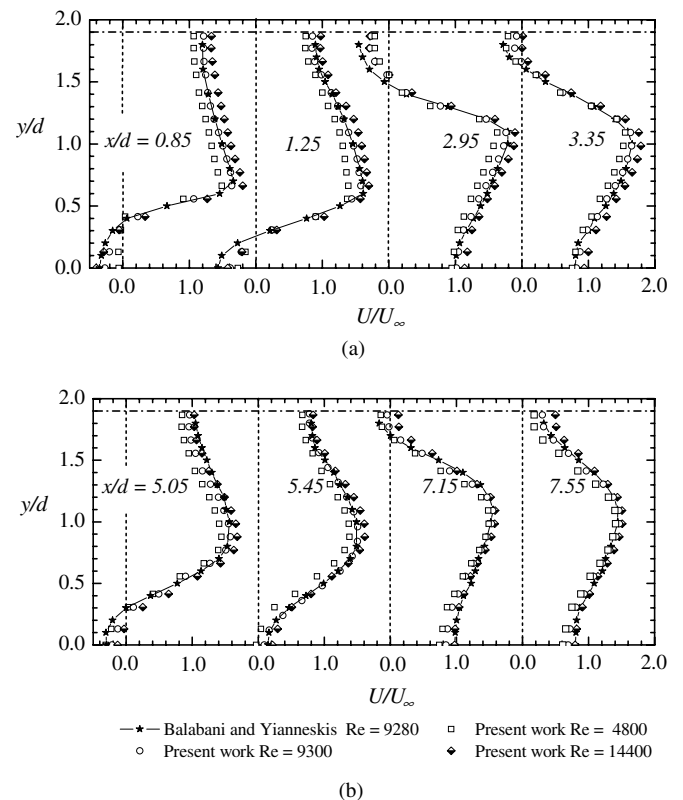 2.0
1.5
y/d
x/d = 0.85
1.25
2.95
3.35
1.0
0.5
0.0
0.0 1.0 0.0 1.0 0.0 1.0 0.0 1.0 2.0
U/U∞
(a)
2.0
1.5
x/d = 5.05
5.45
7.15
7.55
y/d
1.0
0.5
0.0
0.0 1.0 0.0 1.0 0.0 1.0 0.0 1.0 2.0
U/U∞
Balabani and Yianneskis Re = 9280
Present work Re = 4800
Present work Re = 9300
Present work Re = 14400
(b)